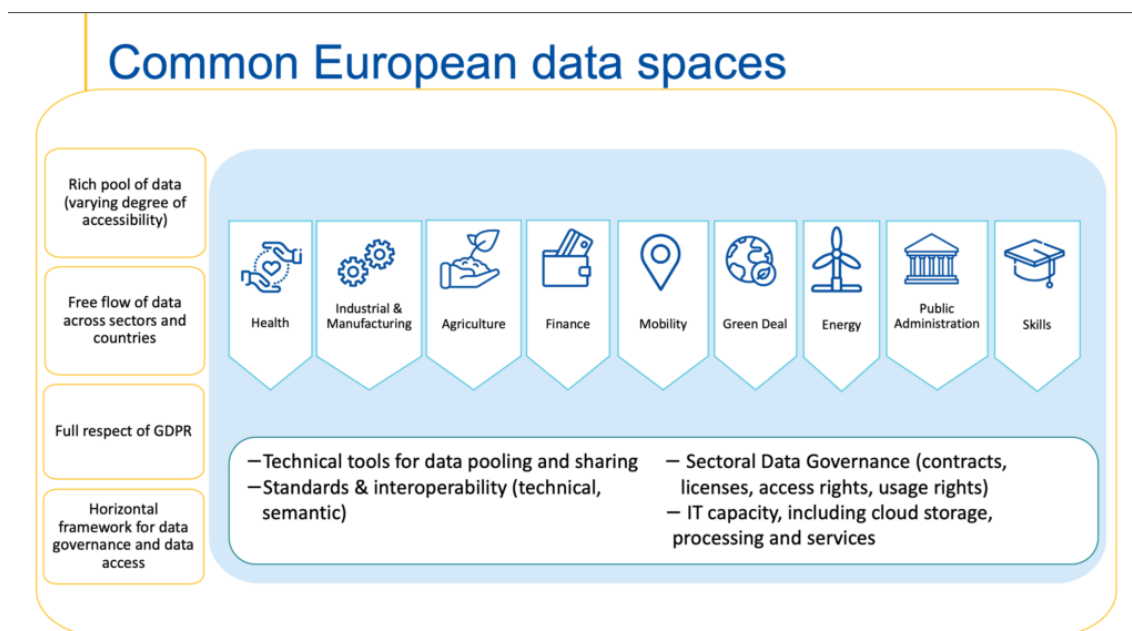 Common European data spaces
Rich pool of data
(varying degree of
accessibility)
Free flow of data
across sectors and
countries
Full respect of GDPR
Horizontal
framework for data
governance and data
access
Health
Industrial &
Manufacturing
Agriculture
Finance
Mobility
Green Deal
Energy
Public
Administration
Skills
–Technical tools for data pooling and sharing
–Standards & interoperability (technical,
semantic)
– Sectoral Data Governance (contracts,
licenses, access rights, usage rights)
– IT capacity, including cloud storage,
processing and services